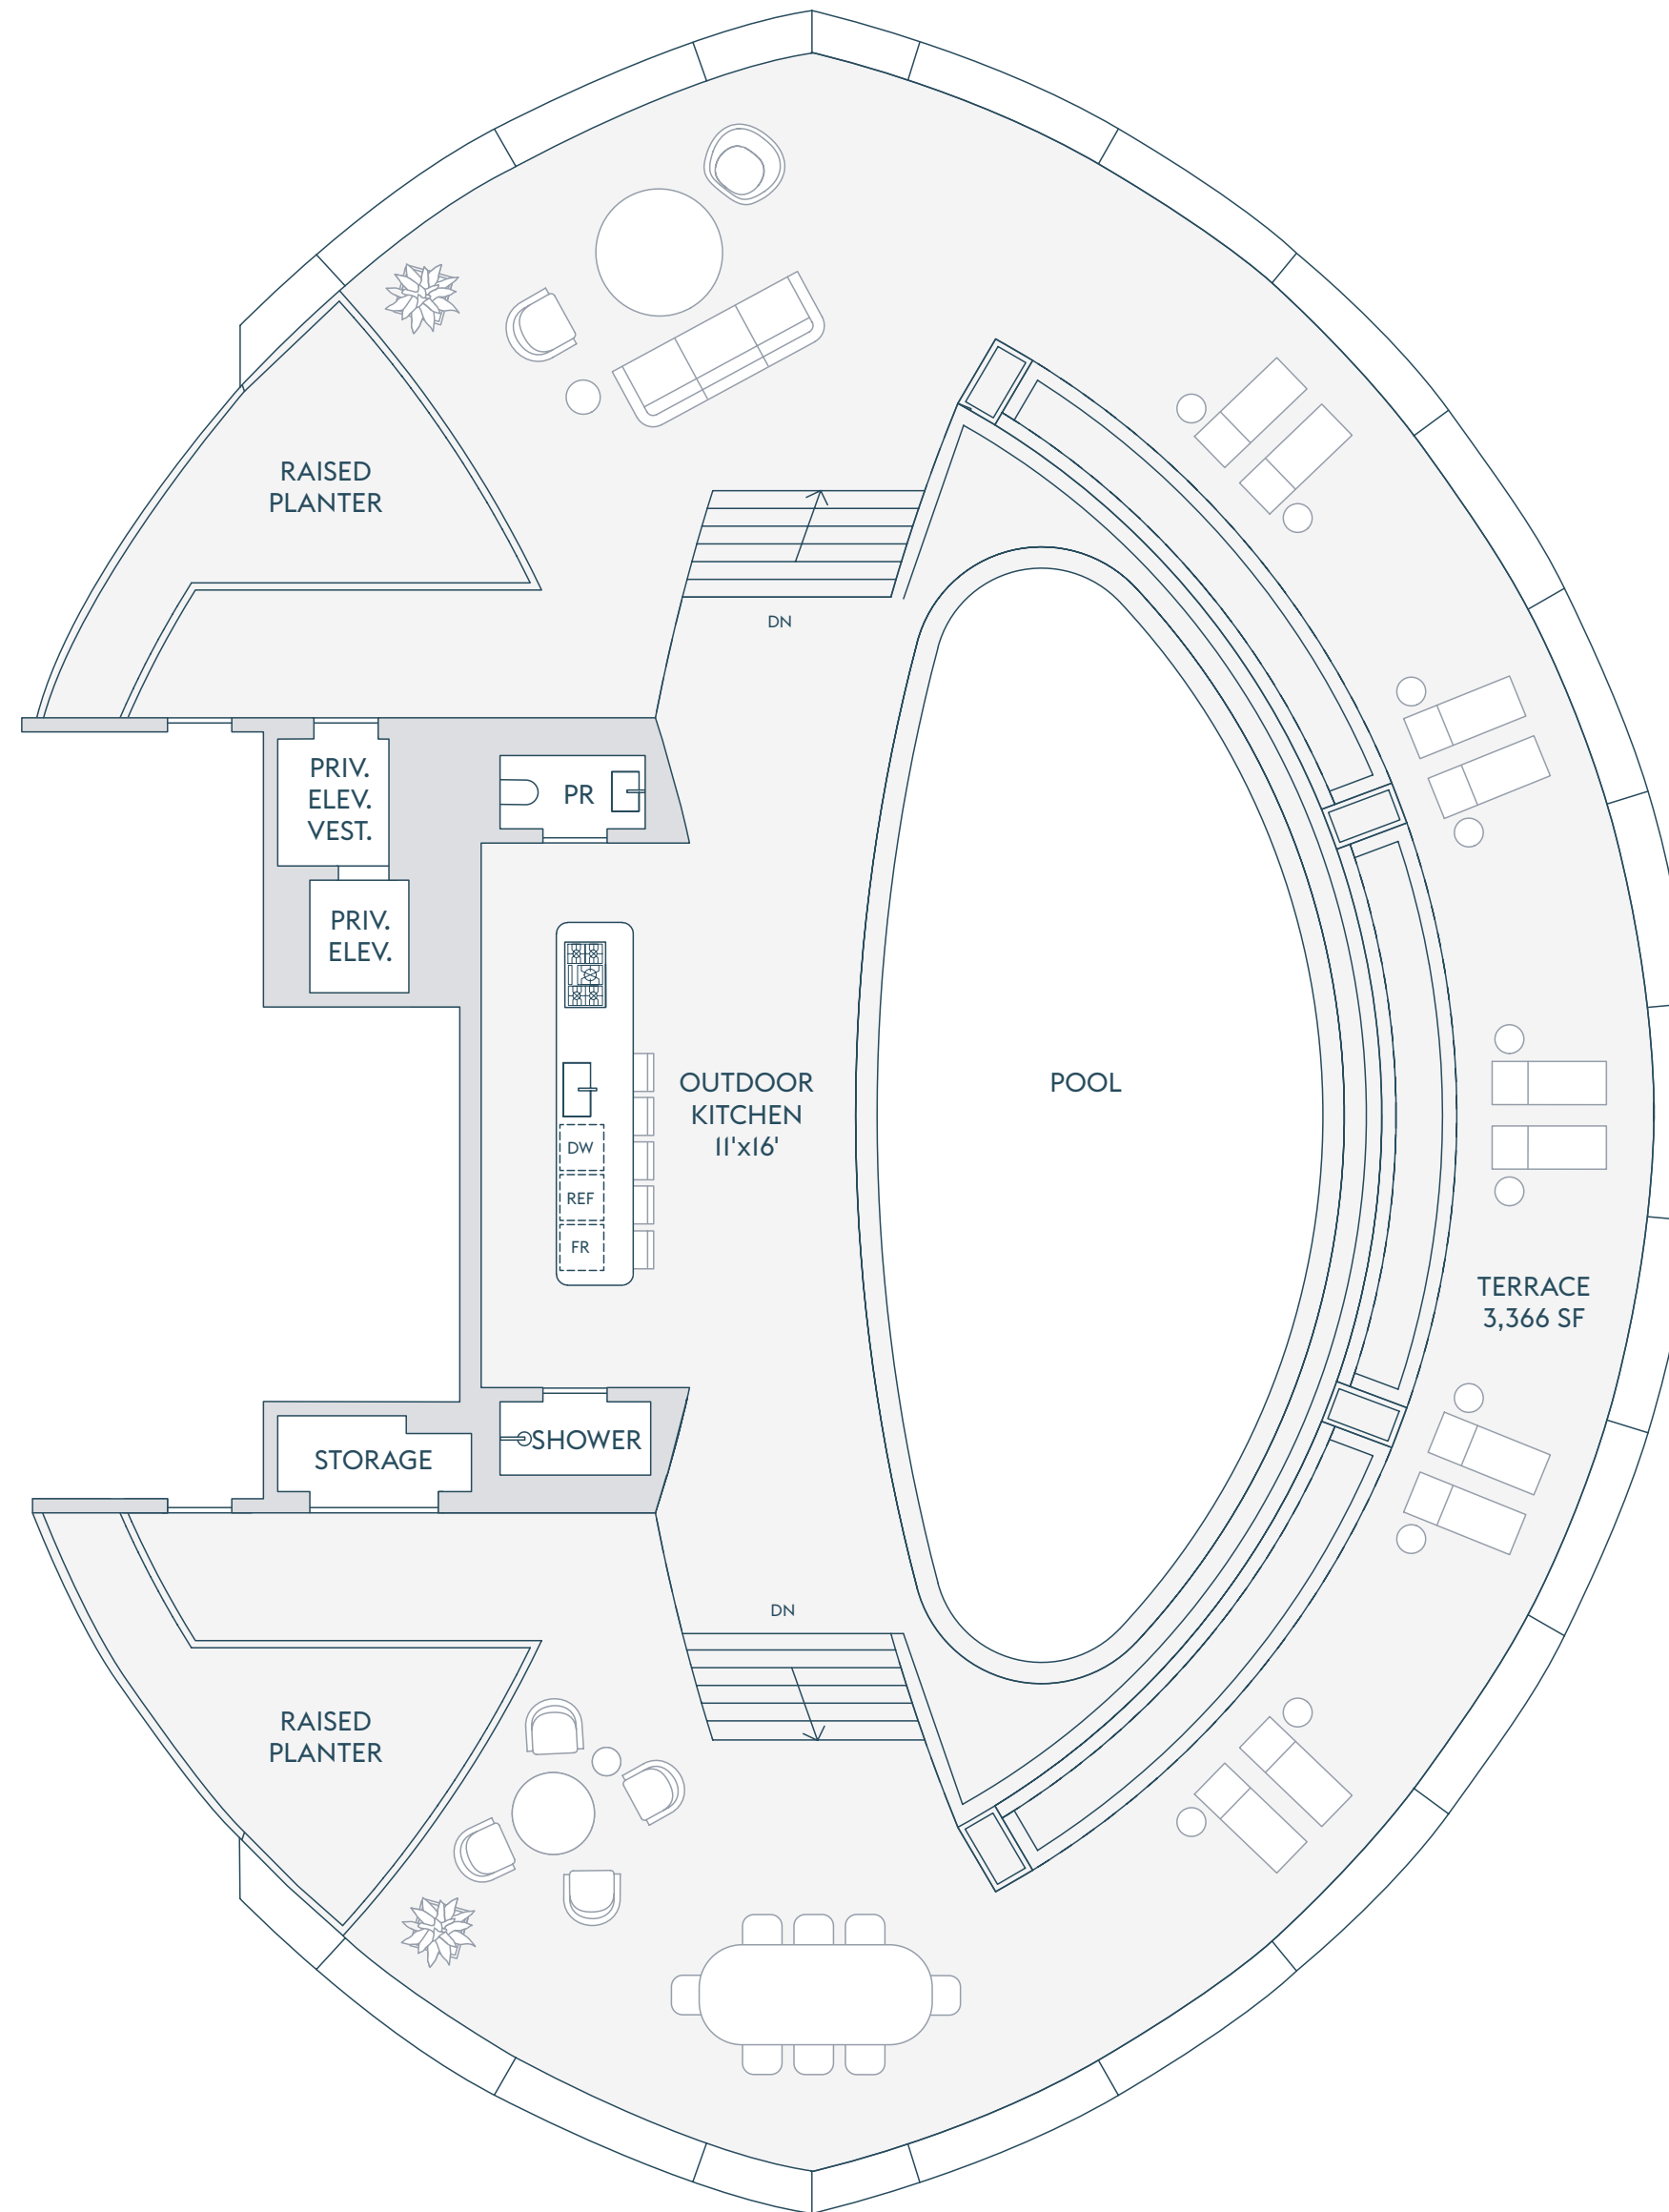 RAISED
PLANTER
DN
PRIV.
ELEV.
VEST.
PR
PRIV.
ELEV.
OUTDOOR
KITCHEN
11'x16'
POOL
DW
REF
FR
TERRACE
3,366 SF
SHOWER
STORAGE
DN
RAISED
PLANTER